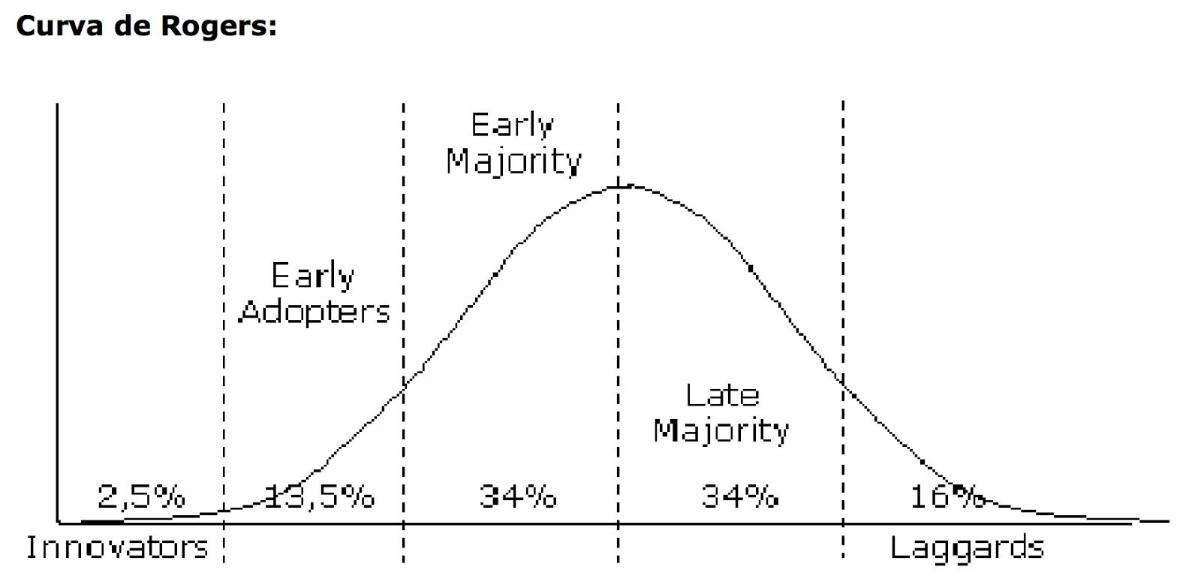 Curva de Rogers:
Early
Majority
Early
Adopters
Late
Majority
2,5%
13,5%
34%
34%
16%
Innovators
Laggards